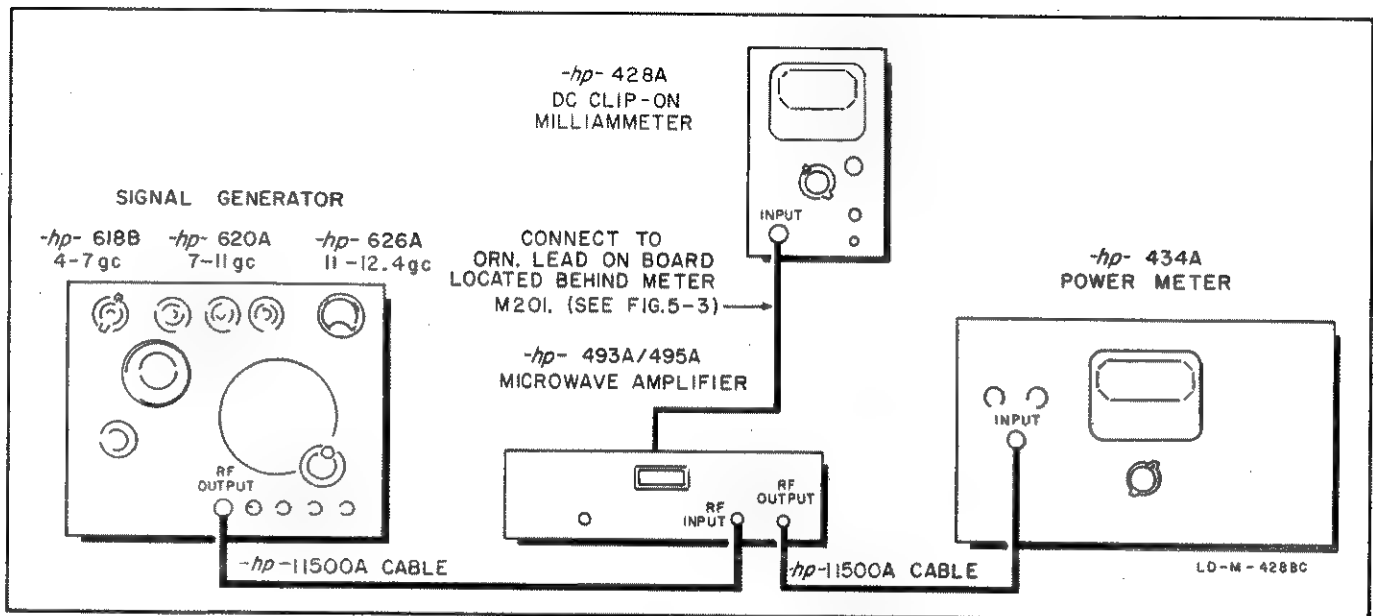 -hp- 428A
DC CLIP-ON
MILLIAMMETER
INPUT
SIGNAL GENERATOR
-hp- 618B
4-7gc
-hp- 620A
7-11gc
-hp- 626A
11-12.4gc
RF
OUTPUT
CONNECT TO
ORN. LEAD ON BOARD
LOCATED BEHIND METER
M201. (SEE FIG.5-3)
-hp- 493A/495A
MICROWAVE AMPLIFIER
RF
INPUT
RF
OUTPUT
-hp- 434A
POWER METER
INPUT
-hp-11500A CABLE
-hp-11500A CABLE
LD-M-428BC